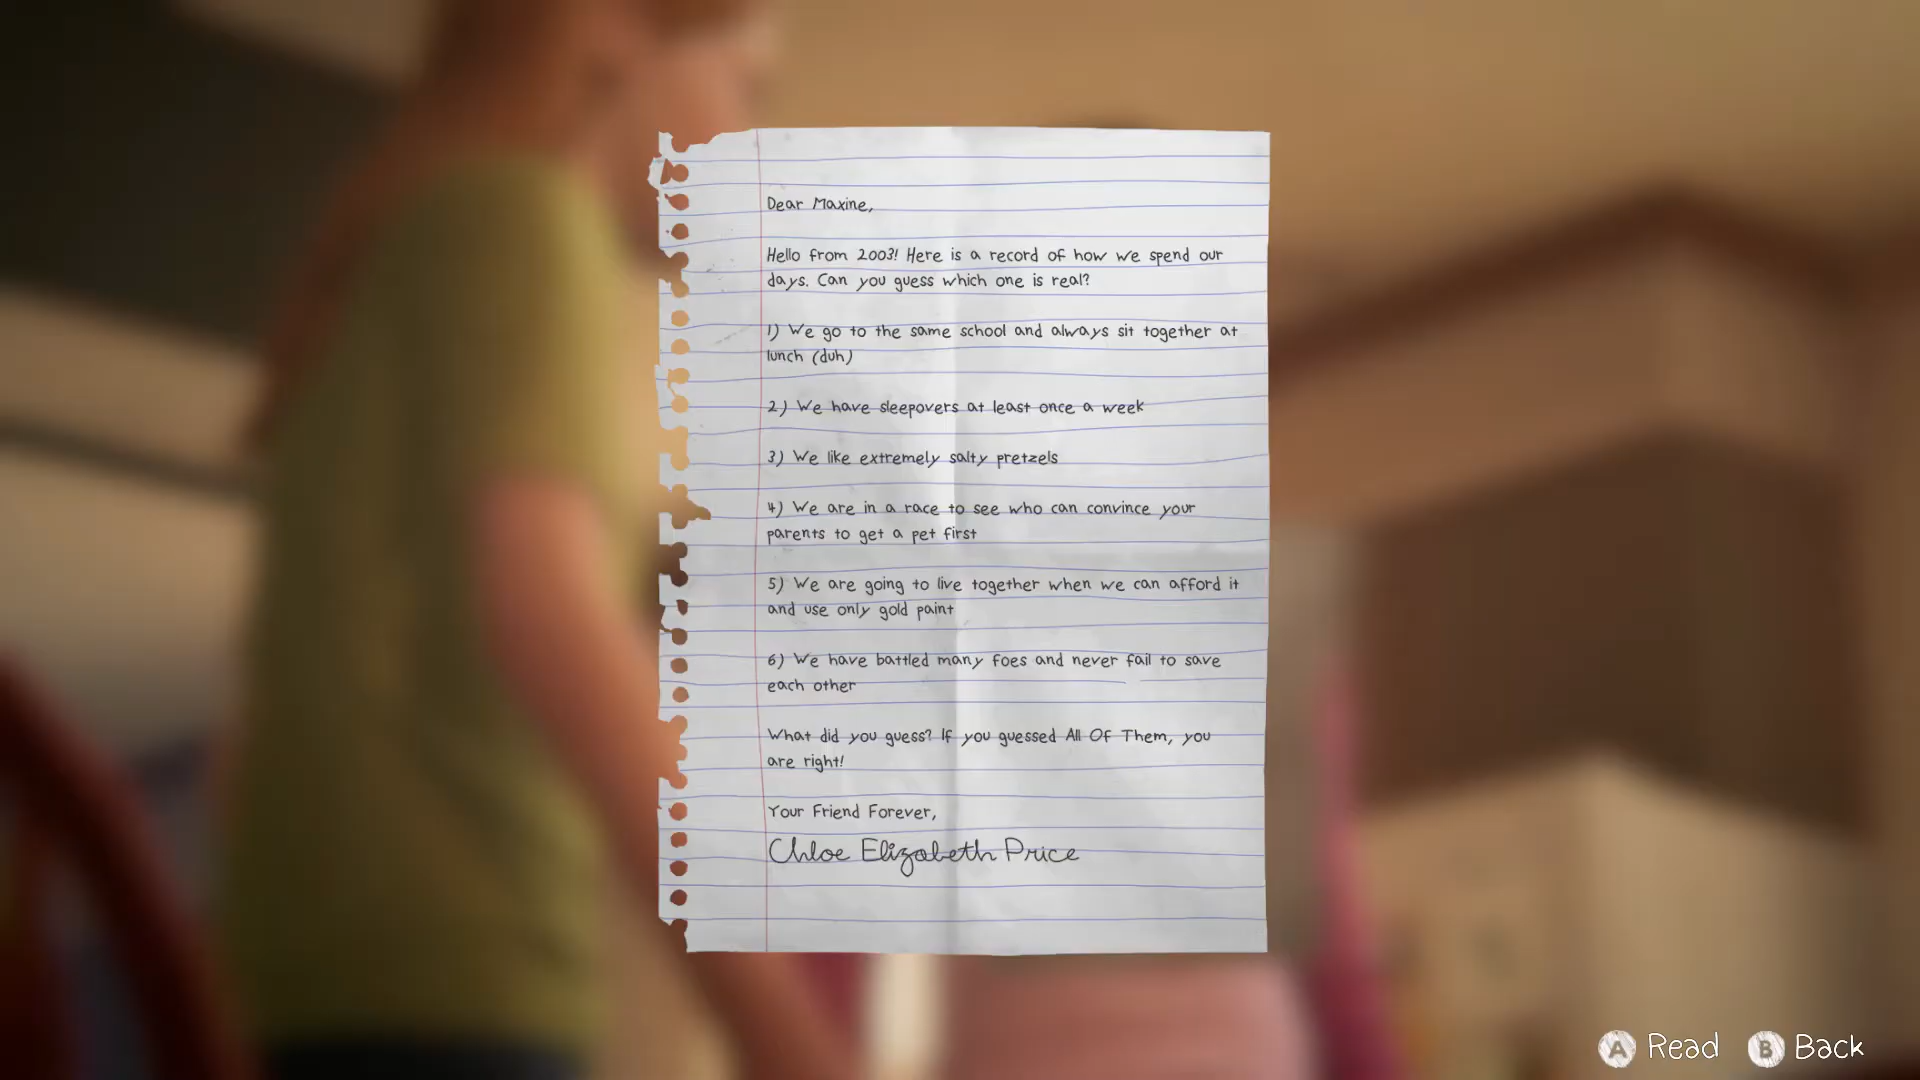 Dear Maxine,
Hello from 2003! Here is a record of how we spend our
days. Can you guess which one is real?
1) We go to the same school and always sit together at
lunch (duh)
2) We have sleepovers at least once a week
3) We like extremely salty pretzels
4) We are in a race to see who can convince your
parents to get a pet first
5) We are going to live together when we can afford it
and use only gold paint
6) We have battled many foes and never fail to save
each other
What did you guess? If you guessed All Of Them, you
are right!
Your Friend Forever,
Chloe Elizabeth Price
A Read B Back